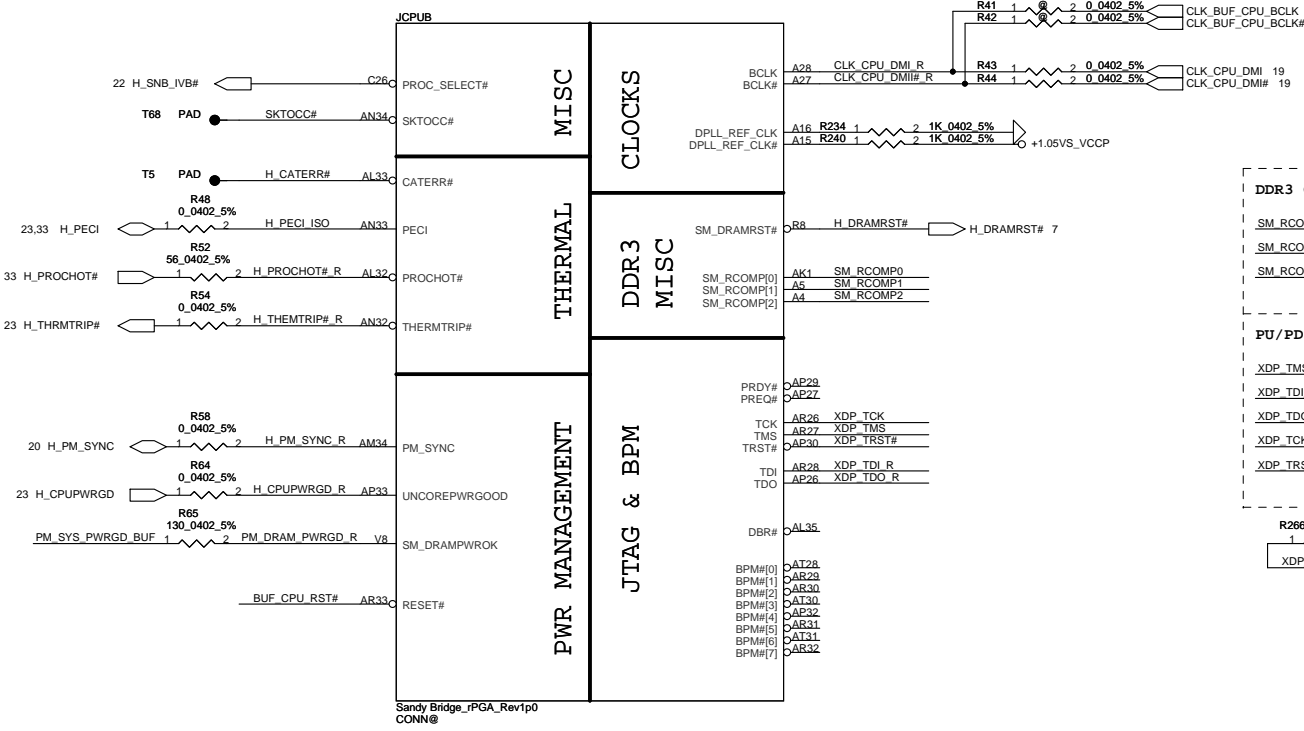 JCPUB
R41 1 @ 2 0_0402_5% CLK_BUF_CPU_BCLK
R42 1 @ 2 0_0402_5% CLK_BUF_CPU_BCLK#
22 H_SNB_IVB# C26 PROC_SELECT#
T68 PAD SKTOCC# AN34 SKTOCC#
MISC
T5 PAD H_CATERR# AL33 CATERR#
R48
0_0402_5%
23,33 H_PECI 1 2 H_PECI_ISO AN33 PECI
R52
56_0402_5%
33 H_PROCHOT# 1 2 H_PROCHOT#_R AL32 PROCHOT#
R54
0_0402_5%
23 H_THRMTRIP# 1 2 H_THEMTRIP#_R AN32 THERMTRIP#
THERMAL
R58
0_0402_5%
20 H_PM_SYNC 1 2 H_PM_SYNC_R AM34 PM_SYNC
R64
0_0402_5%
23 H_CPUPWRGD 1 2 H_CPUPWRGD_R AP33 UNCOREPWRGOOD
R65
130_0402_5%
PM_SYS_PWRGD_BUF 1 2 PM_DRAM_PWRGD_R V8 SM_DRAMPWROK
BUF_CPU_RST# AR33 RESET#
PWR MANAGEMENT
CLOCKS
BCLK A28 CLK_CPU_DMI_R R43 1 2 0_0402_5% CLK_CPU_DMI 19
BCLK# A27 CLK_CPU_DMI#_R R44 1 2 0_0402_5% CLK_CPU_DMI# 19
DPLL_REF_CLK A16 R234 1 2 1K_0402_5%
DPLL_REF_CLK# A15 R240 1 2 1K_0402_5% +1.05VS_VCCP
DDR3
MISC
SM_DRAMRST# R8 H_DRAMRST# H_DRAMRST# 7
SM_RCOMP[0] AK1 SM_RCOMP0
SM_RCOMP[1] A5 SM_RCOMP1
SM_RCOMP[2] A4 SM_RCOMP2
JTAG & BPM
PRDY# AP29
PREQ# AP27
TCK AR26 XDP_TCK
TMS AR27 XDP_TMS
TRST# AP30 XDP_TRST#
TDI AR28 XDP_TDI_R
TDO AP26 XDP_TDO_R
DBR# AL35
BPM#[0] AT28
BPM#[1] AR29
BPM#[2] AR30
BPM#[3] AT30
BPM#[4] AP32
BPM#[5] AR31
BPM#[6] AT31
BPM#[7] AR32
Sandy Bridge_rPGA_Rev1p0
CONN@
DDR3
SM_RCO
SM_RCO
SM_RCO
PU/PD
XDP_TMS
XDP_TDI
XDP_TDO
XDP_TCK
XDP_TRS
R266
1
XDP